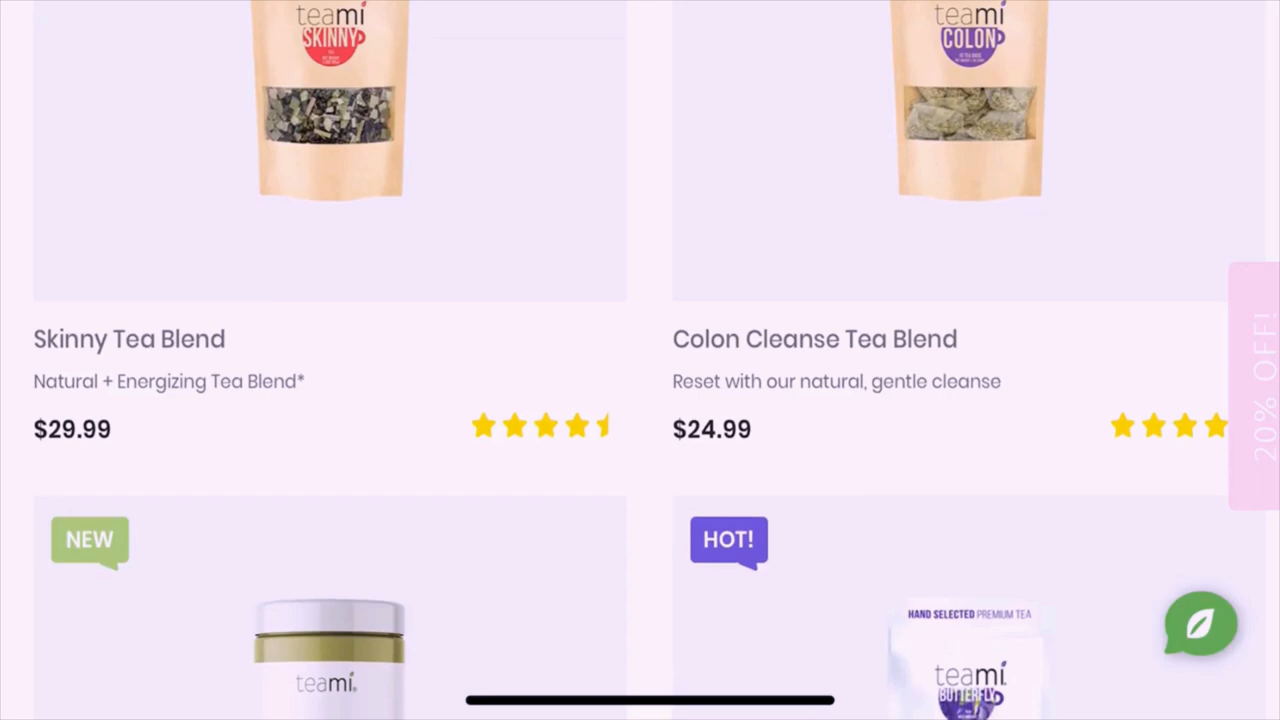 teami
SKINNY
teami
COLON
Skinny Tea Blend
Natural + Energizing Tea Blend*
$29.99
Colon Cleanse Tea Blend
Reset with our natural, gentle cleanse
$24.99
20% OFF!
NEW
teami®
HOT!
HAND SELECTED PREMIUM TEA
teami
BUTTERFLY